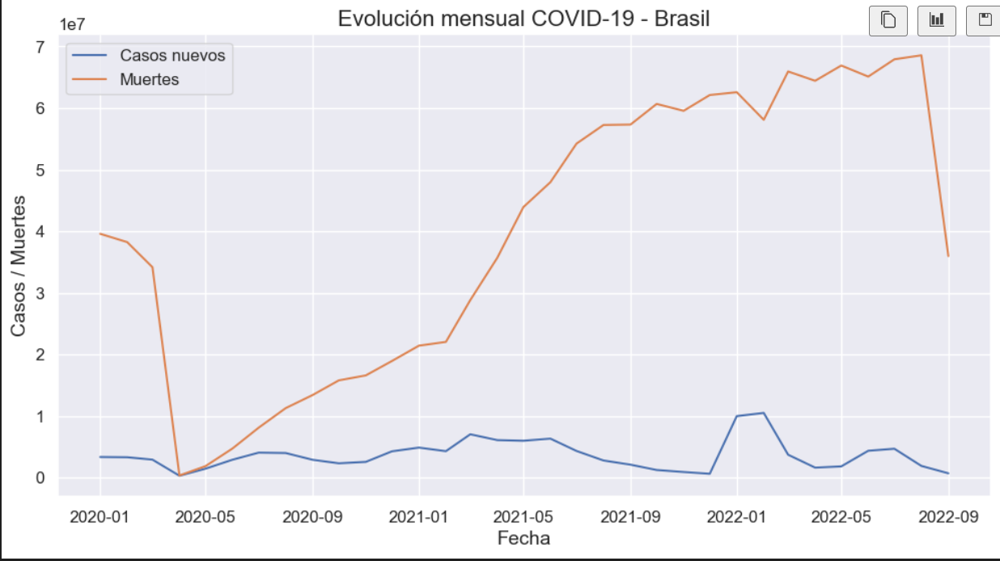 Evolución mensual COVID-19 - Brasil
1e7
Casos nuevos
Muertes
7
6
5
4
3
2
1
0
Casos / Muertes
2020-01 2020-05 2020-09 2021-01 2021-05 2021-09 2022-01 2022-05 2022-09
Fecha